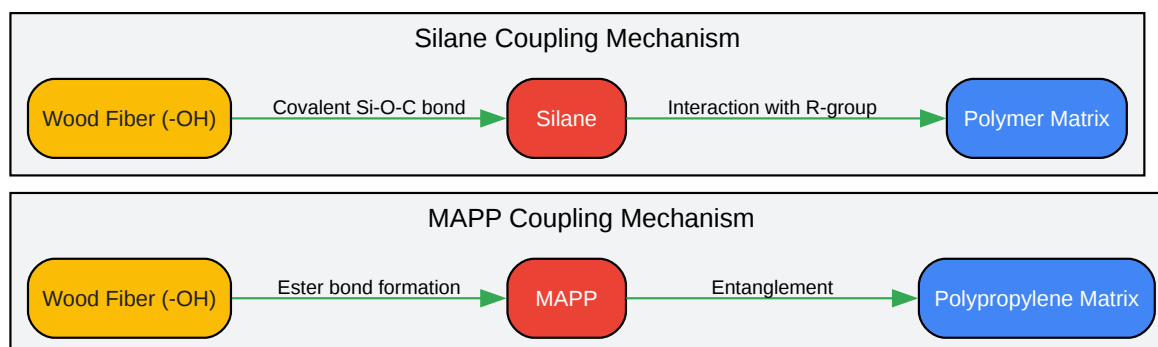 Silane Coupling Mechanism
Wood Fiber (-OH)
Covalent Si-O-C bond
Silane
Interaction with R-group
Polymer Matrix
MAPP Coupling Mechanism
Wood Fiber (-OH)
Ester bond formation
MAPP
Entanglement
Polypropylene Matrix